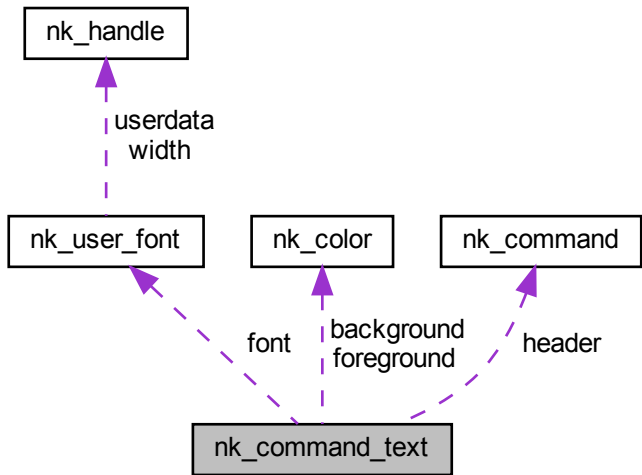 nk_handle
userdata
width
nk_user_font
nk_color
nk_command
font
background
foreground
header
nk_command_text